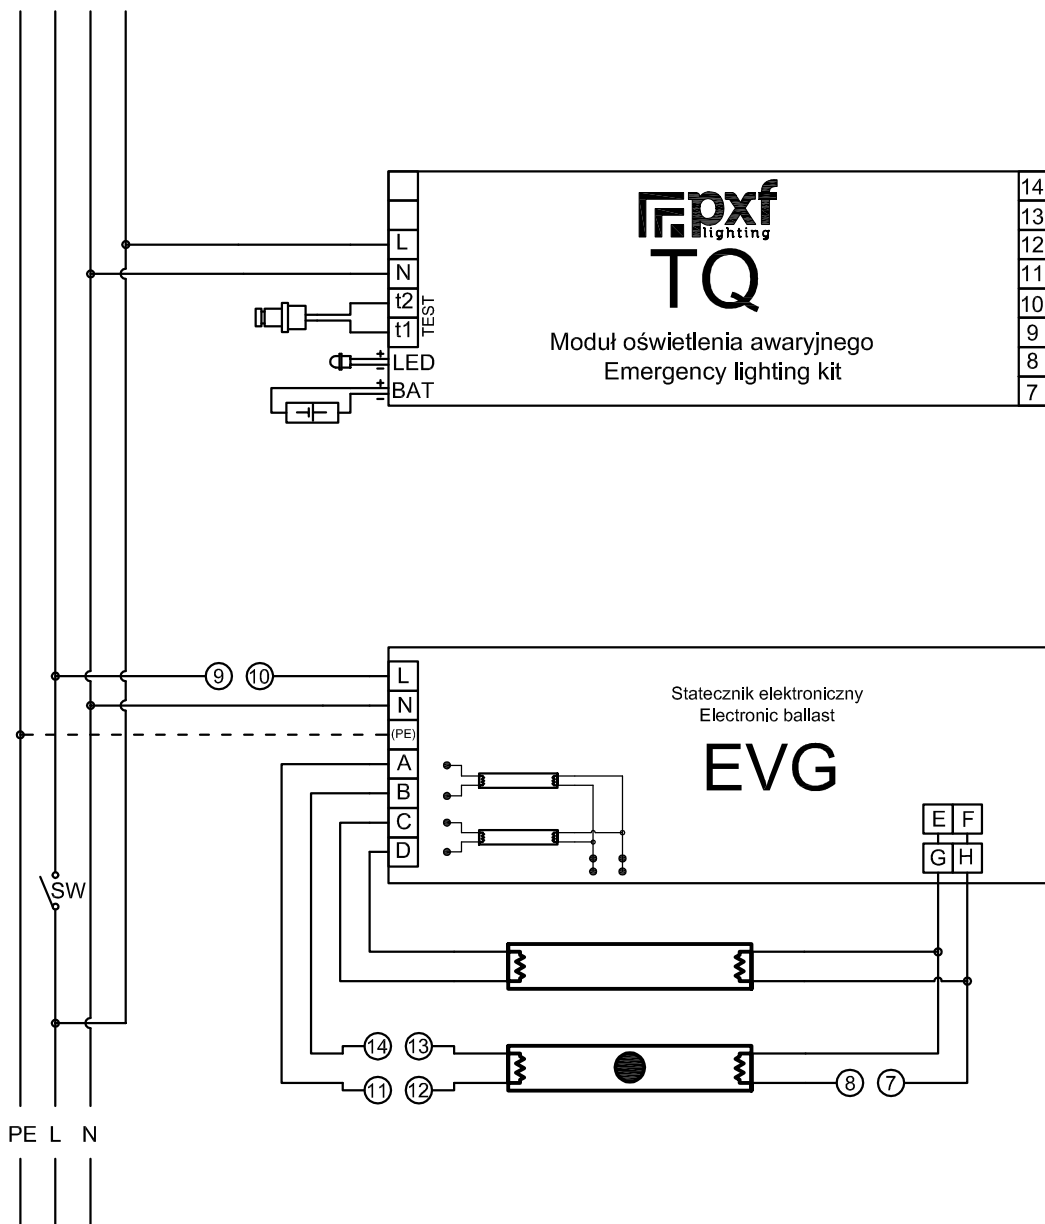 pxf
lighting
TQ
Moduł oświetlenia awaryjnego
Emergency lighting kit
L
N
t2
t1
TEST
+
-
LED
+
-
BAT
14
13
12
11
10
9
8
7
9 10
L
N
(PE)
A
B
C
D
Statecznik elektroniczny
Electronic ballast
EVG
E F
G H
SW
14 13
11 12
8 7
PE L N